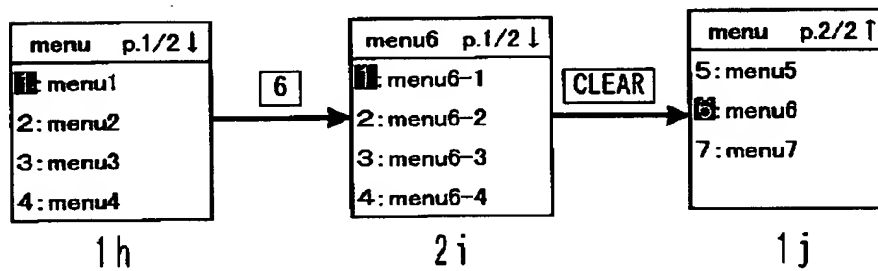 menu p.1/2 ↓
1: menu1
2: menu2
3: menu3
4: menu4
1h
6
menu6 p.1/2 ↓
1: menu6-1
2: menu6-2
3: menu6-3
4: menu6-4
2i
CLEAR
menu p.2/2 ↑
5: menu5
6: menu6
7: menu7
1j